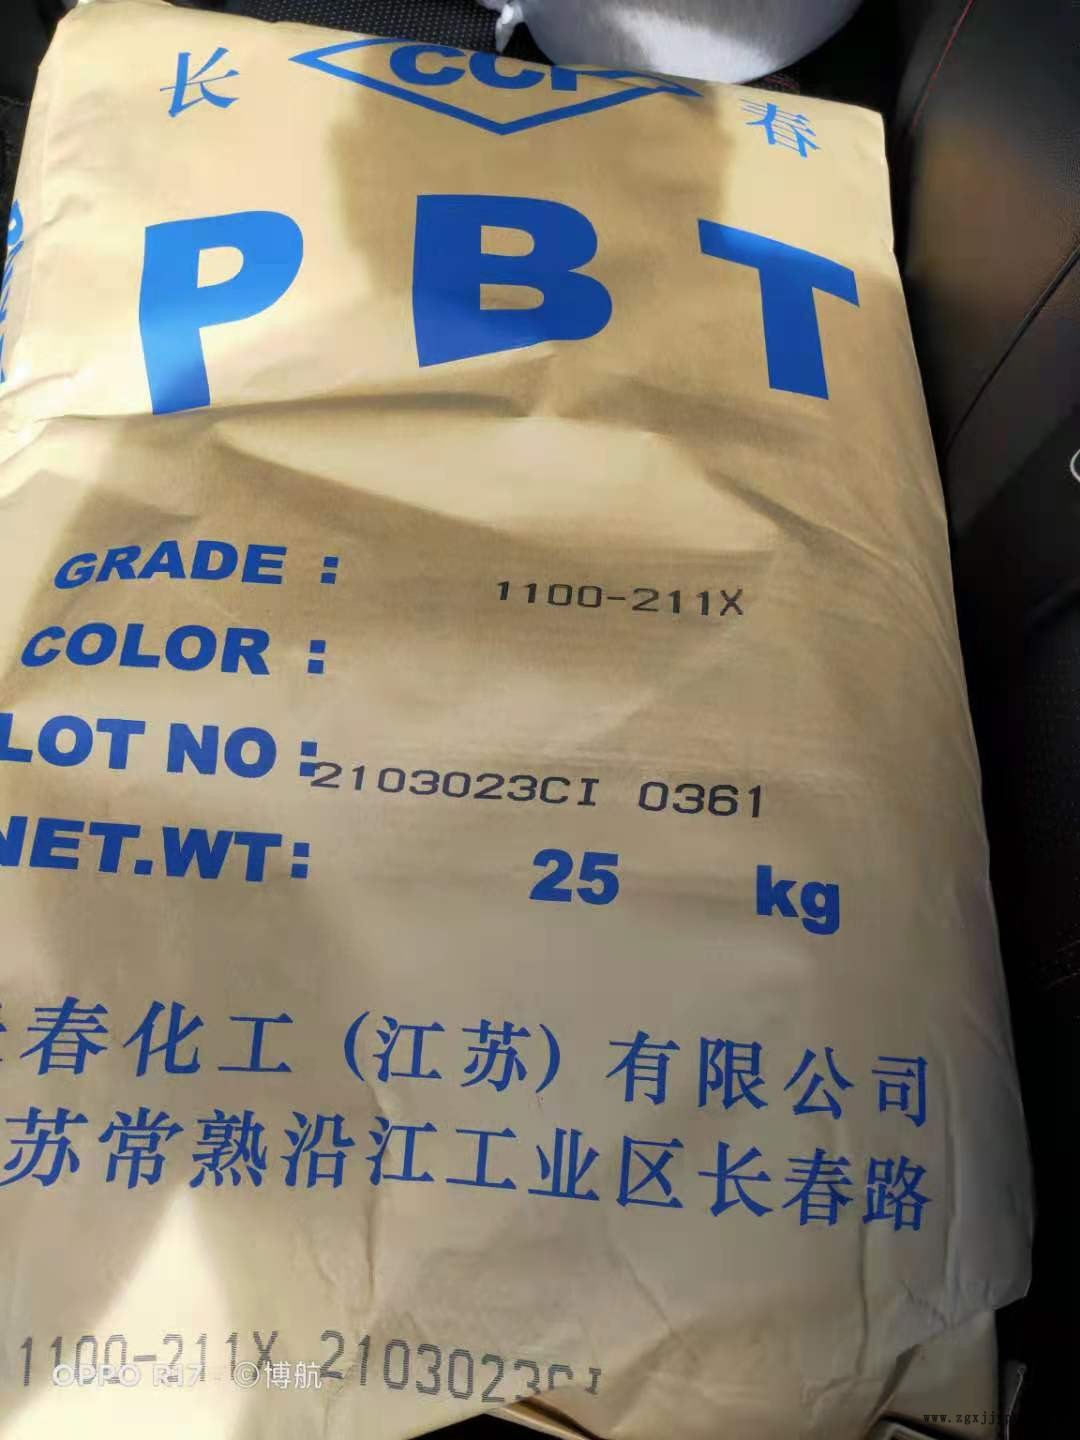 长 CCP 春
PBT
GRADE : 1100-211X
COLOR :
LOT NO : 2103023CI 0361
NET.WT: 25 kg
春化工(江苏)有限公司
苏常熟沿江工业区长春路
1100-211X 2103023CI
OPPO R17 · ©博航